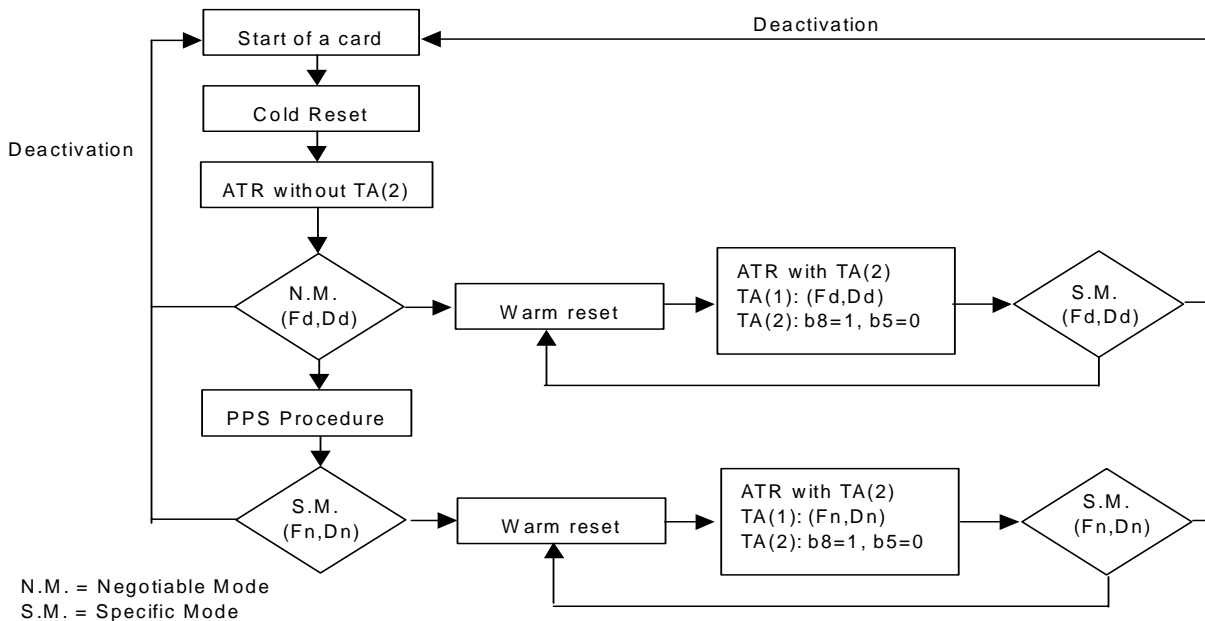 Deactivation
Start of a card
Cold Reset
Deactivation
ATR without TA(2)
N.M.
(Fd,Dd)
Warm reset
ATR with TA(2)
TA(1): (Fd,Dd)
TA(2): b8=1, b5=0
S.M.
(Fd,Dd)
PPS Procedure
S.M.
(Fn,Dn)
Warm reset
ATR with TA(2)
TA(1): (Fn,Dn)
TA(2): b8=1, b5=0
S.M.
(Fn,Dn)
N.M. = Negotiable Mode
S.M. = Specific Mode